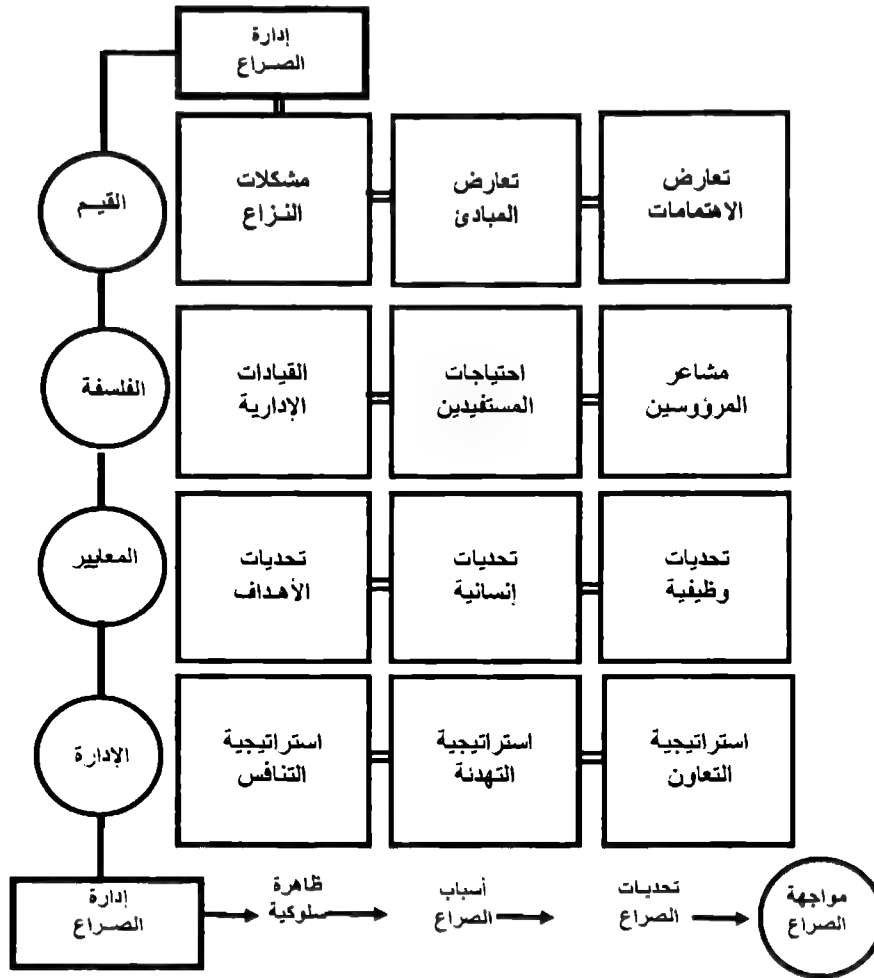 إدارة
الصراع
القيم
مشكلات
النزاع
تعارض
المبادئ
تعارض
الاهتمامات
الفلسفة
القيادات
الإدارية
احتياجات
المستفيدين
مشاعر
المرؤوسين
المعايير
تحديات
الأهداف
تحديات
إنسانية
تحديات
وظيفية
الإدارة
استراتيجية
التنافس
استراتيجية
التهدئة
استراتيجية
التعاون
إدارة
الصراع
ظاهرة
سلوكية
أسباب
الصراع
تحديات
الصراع
مواجهة
الصراع